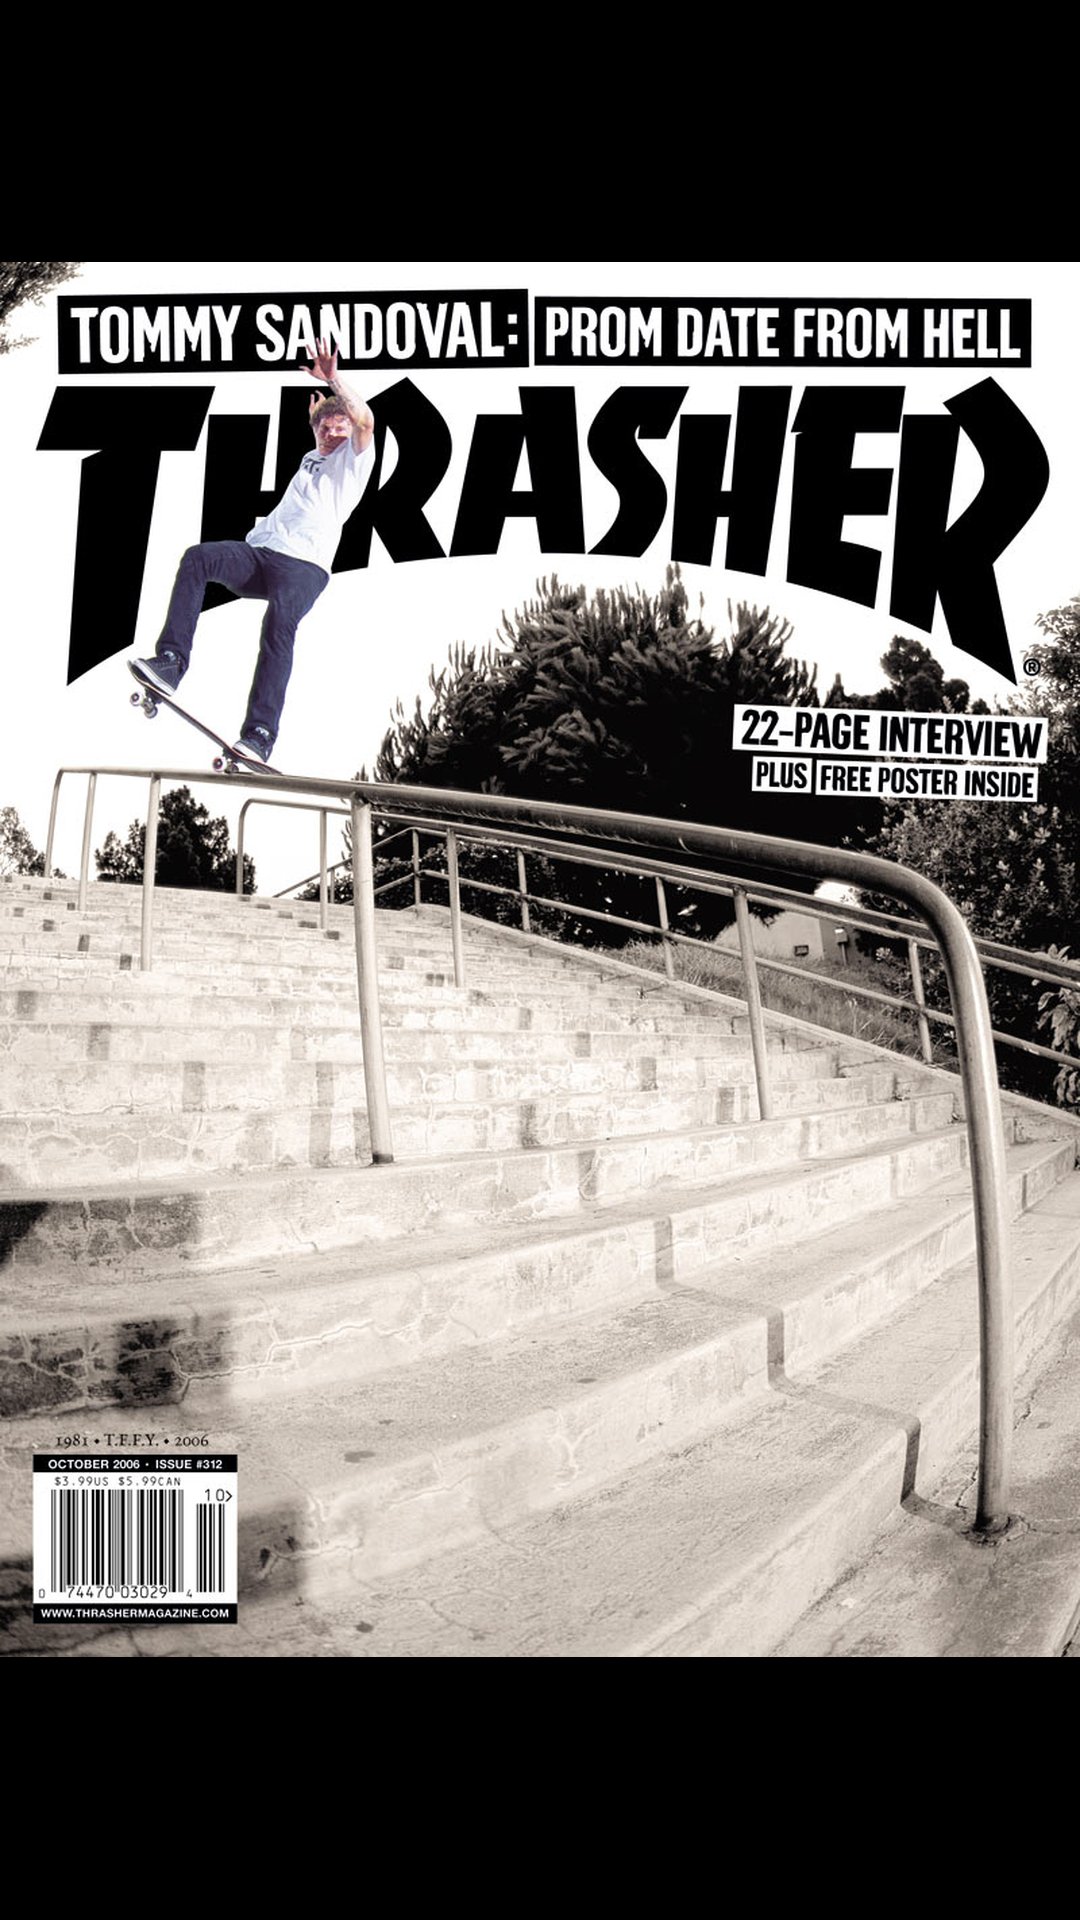 TOMMY SANDOVAL: PROM DATE FROM HELL
THRASHER®
22-PAGE INTERVIEW
PLUS FREE POSTER INSIDE
1981 • T.F.F.Y. • 2006
OCTOBER 2006 • ISSUE #312
$3.99US $5.99CAN
10>
0 74470 03029 4
WWW.THRASHERMAGAZINE.COM